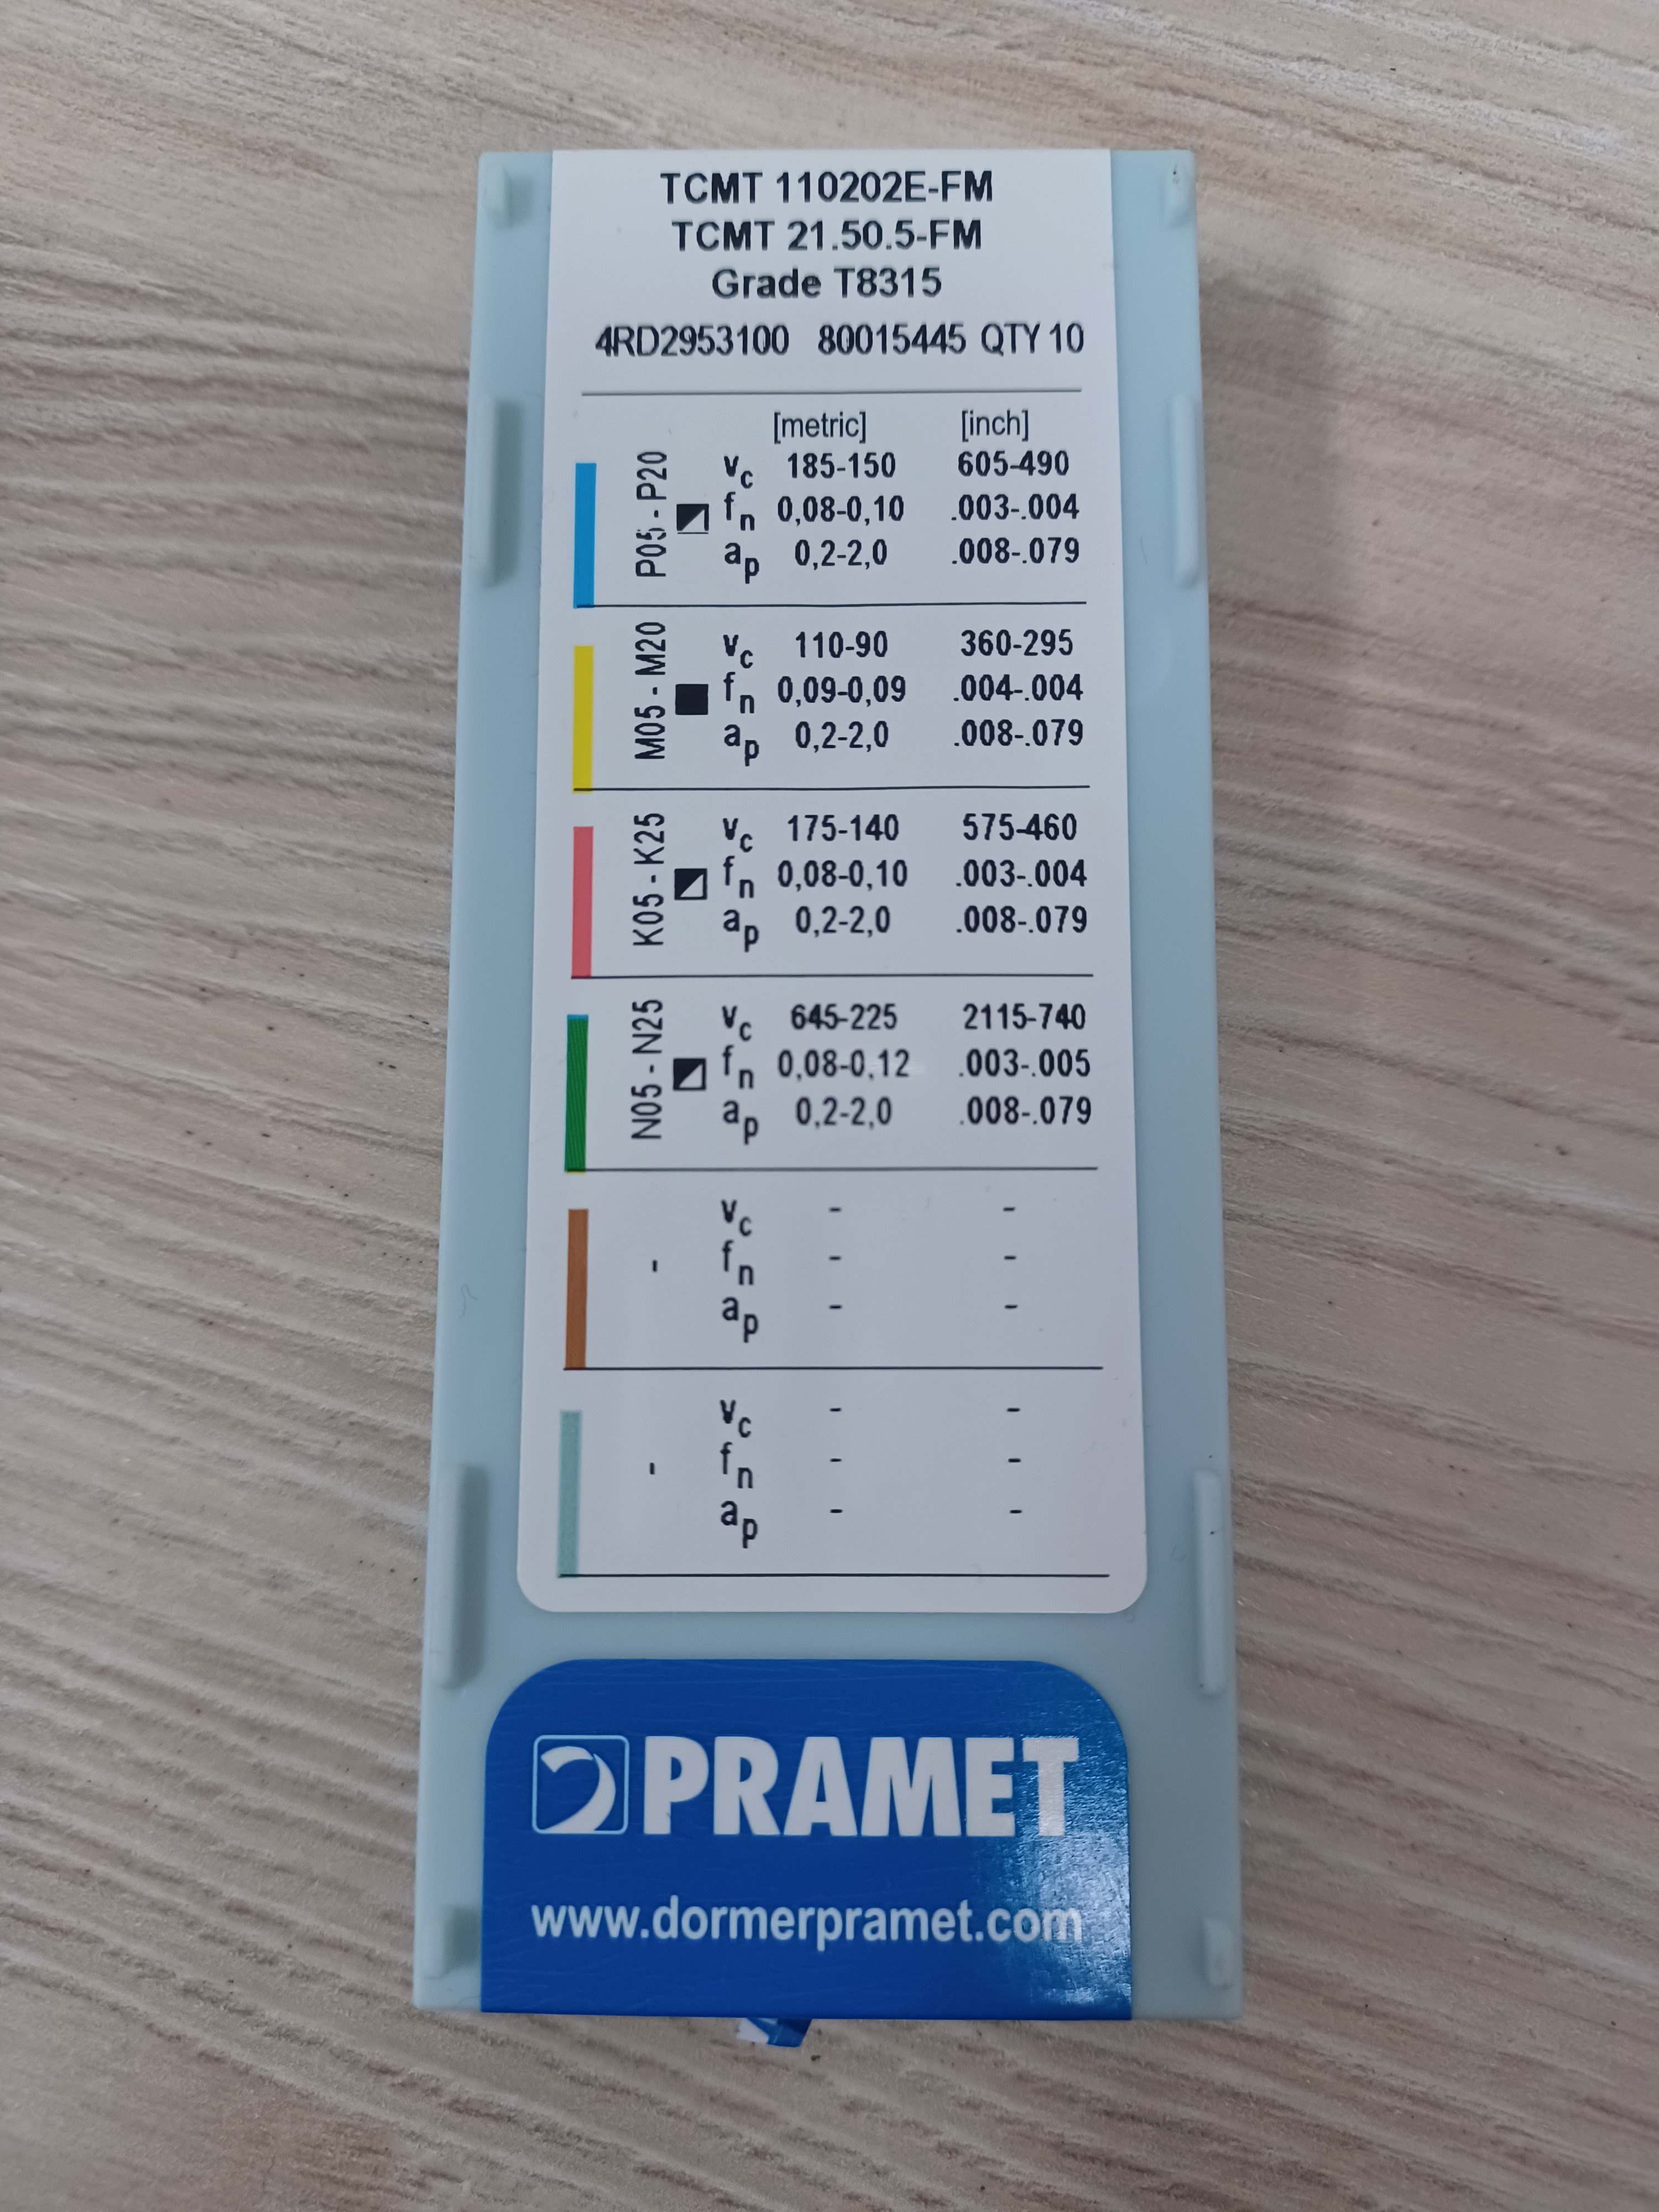 TCMT 110202E-FM
TCMT 21.50.5-FM
Grade T8315
4RD2953100 80015445 QTY 10
[metric] [inch]
P05 - P20
vc 185-150 605-490
fn 0,08-0,10 .003-.004
ap 0,2-2,0 .008-.079
M05 - M20
vc 110-90 360-295
fn 0,09-0,09 .004-.004
ap 0,2-2,0 .008-.079
K05 - K25
vc 175-140 575-460
fn 0,08-0,10 .003-.004
ap 0,2-2,0 .008-.079
N05 - N25
vc 645-225 2115-740
fn 0,08-0,12 .003-.005
ap 0,2-2,0 .008-.079
-
vc - -
fn - -
ap - -
-
vc - -
fn - -
ap - -
PRAMET
www.dormerpramet.com